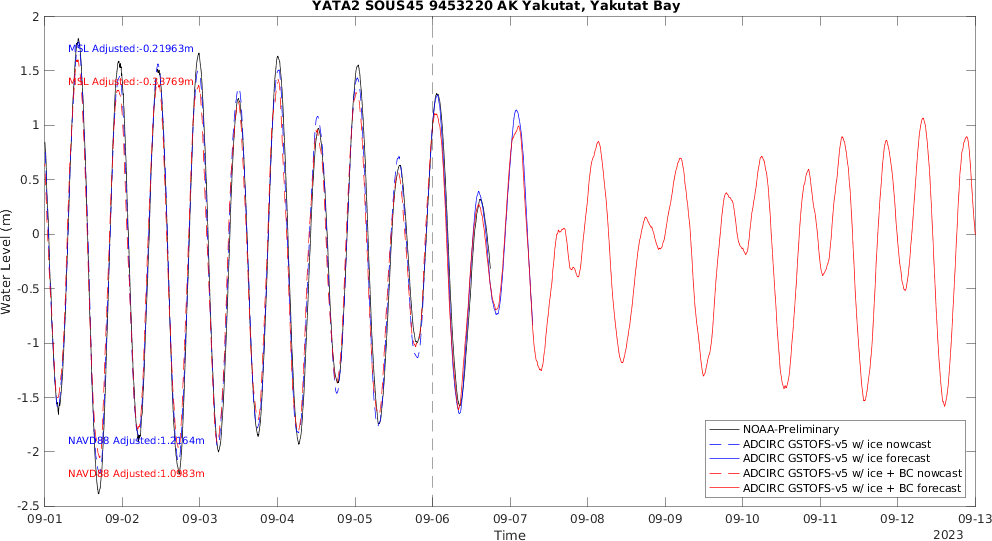 YATA2 SOUS45 9453220 AK Yakutat, Yakutat Bay
2
1.5
1
0.5
0
-0.5
-1
-1.5
-2
-2.5
Water Level (m)
MSL Adjusted:-0.21963m
MSL Adjusted:-0.33769m
NAVD88 Adjusted:1.2164m
NAVD88 Adjusted:1.0983m
NOAA-Preliminary
ADCIRC GSTOFS-v5 w/ ice nowcast
ADCIRC GSTOFS-v5 w/ ice forecast
ADCIRC GSTOFS-v5 w/ ice + BC nowcast
ADCIRC GSTOFS-v5 w/ ice + BC forecast
09-01 09-02 09-03 09-04 09-05 09-06 09-07 09-08 09-09 09-10 09-11 09-12 09-13
Time
2023